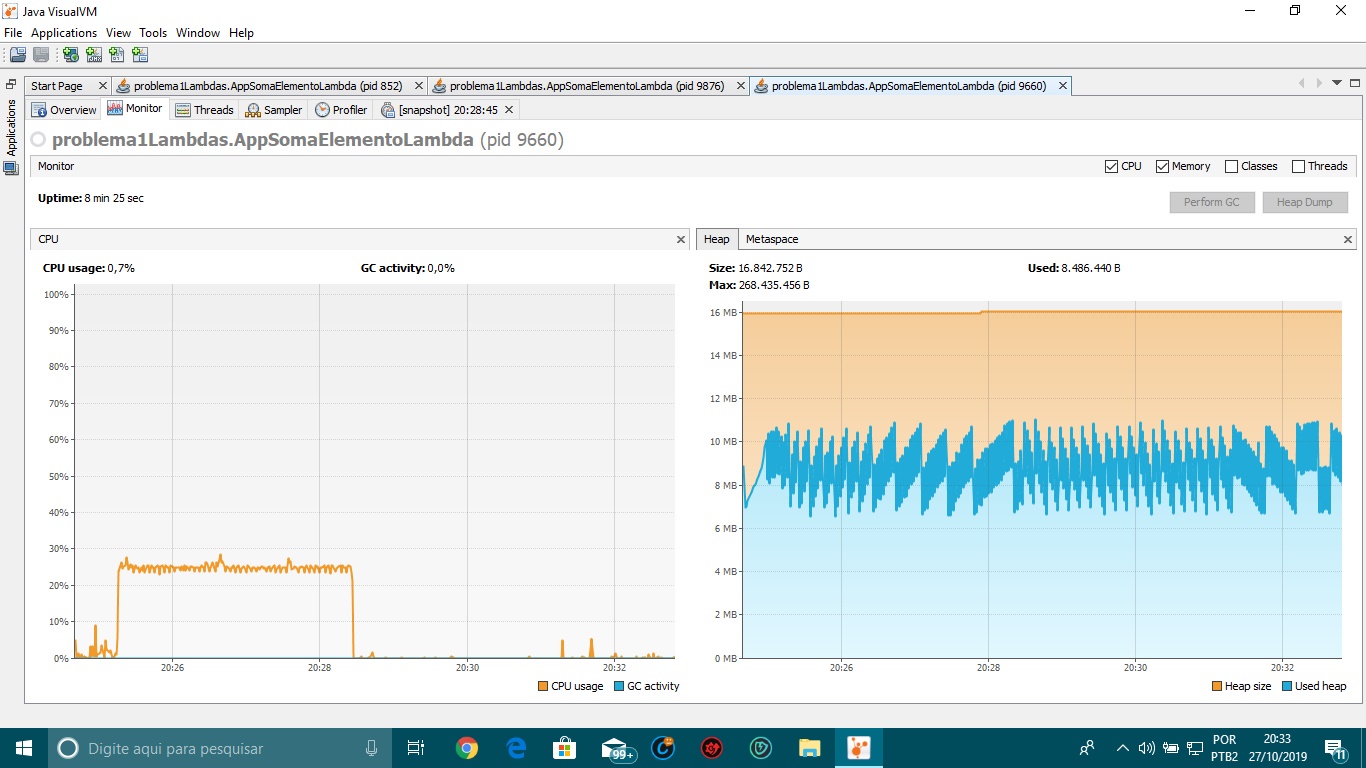 Java VisualVM
File Applications View Tools Window Help
Applications
Start Page problema1Lambdas.AppSomaElementoLambda (pid 852) problema1Lambdas.AppSomaElementoLambda (pid 9876) problema1Lambdas.AppSomaElementoLambda (pid 9660)
Overview Monitor Threads Sampler Profiler [snapshot] 20:28:45
problema1Lambdas.AppSomaElementoLambda (pid 9660)
Monitor CPU Memory Classes Threads
Uptime: 8 min 25 sec
Perform GC Heap Dump
CPU
CPU usage: 0,7% GC activity: 0,0%
100%
90%
80%
70%
60%
50%
40%
30%
20%
10%
0%
20:26 20:28 20:30 20:32
CPU usage GC activity
Heap Metaspace
Size: 16.842.752 B Used: 8.486.440 B
Max: 268.435.456 B
16 MB
14 MB
12 MB
10 MB
8 MB
6 MB
4 MB
2 MB
0 MB
20:26 20:28 20:30 20:32
Heap size Used heap
Digite aqui para pesquisar
99+
POR
PTB2
20:33
27/10/2019
11